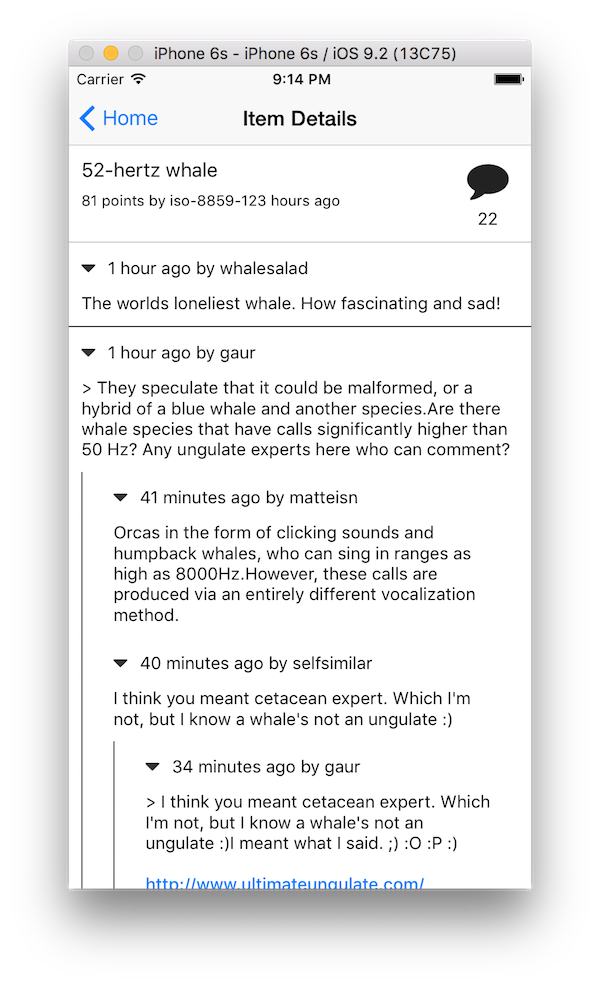 iPhone 6s - iPhone 6s / iOS 9.2 (13C75)
Carrier 9:14 PM
Home Item Details
52-hertz whale
81 points by iso-8859-123 hours ago
22
1 hour ago by whalesalad
The worlds loneliest whale. How fascinating and sad!
1 hour ago by gaur
> They speculate that it could be malformed, or a
hybrid of a blue whale and another species.Are there
whale species that have calls significantly higher than
50 Hz? Any ungulate experts here who can comment?
41 minutes ago by matteisn
Orcas in the form of clicking sounds and
humpback whales, who can sing in ranges as
high as 8000Hz.However, these calls are
produced via an entirely different vocalization
method.
40 minutes ago by selfsimilar
I think you meant cetacean expert. Which I'm
not, but I know a whale's not an ungulate :)
34 minutes ago by gaur
> I think you meant cetacean expert. Which
I'm not, but I know a whale's not an
ungulate :)I meant what I said. ;) :O :P :)
http://www.ultimateungulate.com/